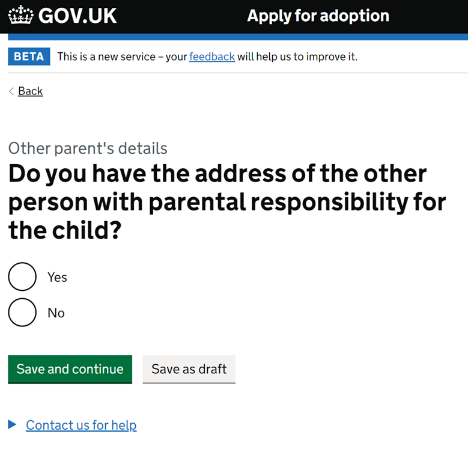 GOV.UK Apply for adoption
BETA This is a new service – your feedback will help us to improve it.
Back
Other parent's details
Do you have the address of the other
person with parental responsibility for
the child?
Yes
No
Save and continue Save as draft
Contact us for help